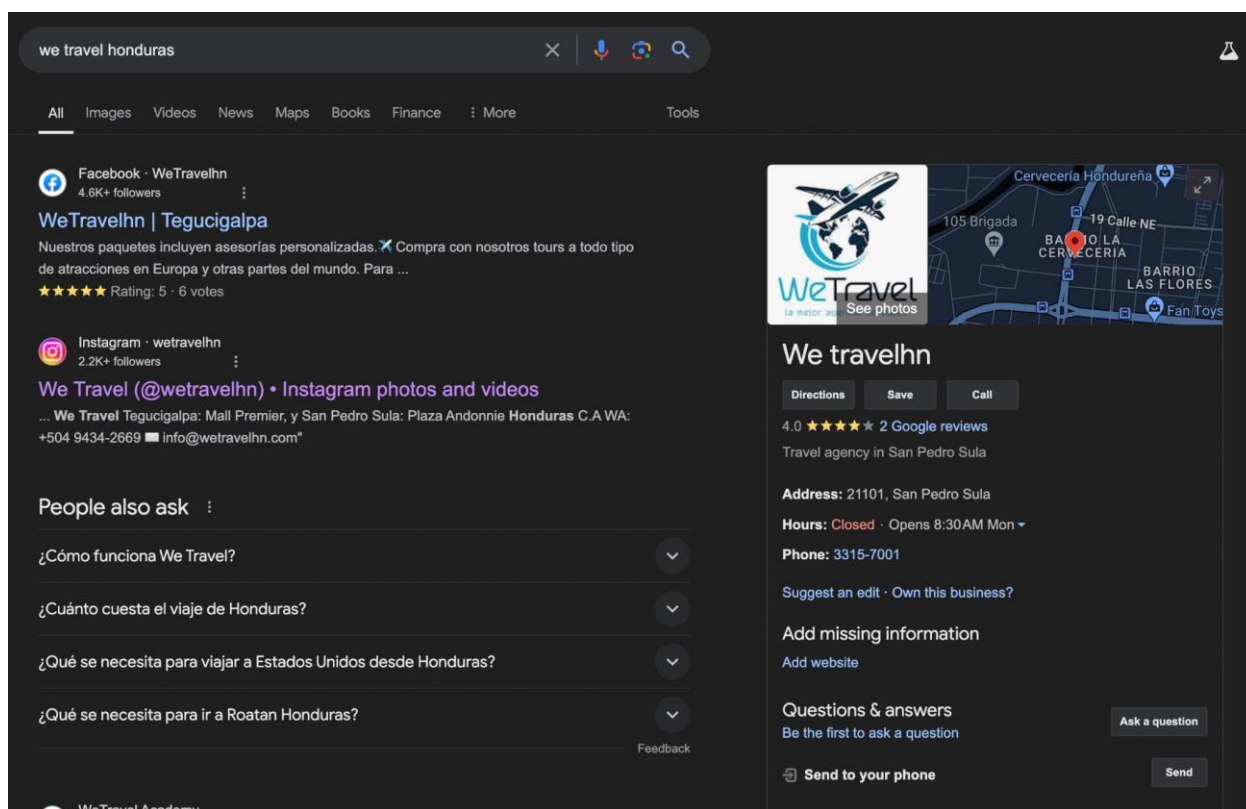 we travel honduras
All Images Videos News Maps Books Finance More Tools
Facebook · WeTravelhn
4.6K+ followers
WeTravelhn | Tegucigalpa
Nuestros paquetes incluyen asesorías personalizadas.✈️ Compra con nosotros tours a todo tipo
de atracciones en Europa y otras partes del mundo. Para ...
Rating: 5 · 6 votes
Instagram · wetravelhn
2.2K+ followers
We Travel (@wetravelhn) • Instagram photos and videos
... We Travel Tegucigalpa: Mall Premier, y San Pedro Sula: Plaza Andonnie Honduras C.A WA:
+504 9434-2669 ✉ info@wetravelhn.com"
People also ask
¿Cómo funciona We Travel?
¿Cuánto cuesta el viaje de Honduras?
¿Qué se necesita para viajar a Estados Unidos desde Honduras?
¿Qué se necesita para ir a Roatan Honduras?
Feedback
WeTravel Academy
WeTravel
la mejor
See photos
Cervecería Hondureña
105 Brigada
19 Calle NE
BARRIO LA
CERVECERIA
BARRIO
LAS FLORES
Fan Toys
We travelhn
Directions Save Call
4.0 2 Google reviews
Travel agency in San Pedro Sula
Address: 21101, San Pedro Sula
Hours: Closed · Opens 8:30 AM Mon
Phone: 3315-7001
Suggest an edit · Own this business?
Add missing information
Add website
Questions & answers
Be the first to ask a question
Ask a question
Send to your phone
Send